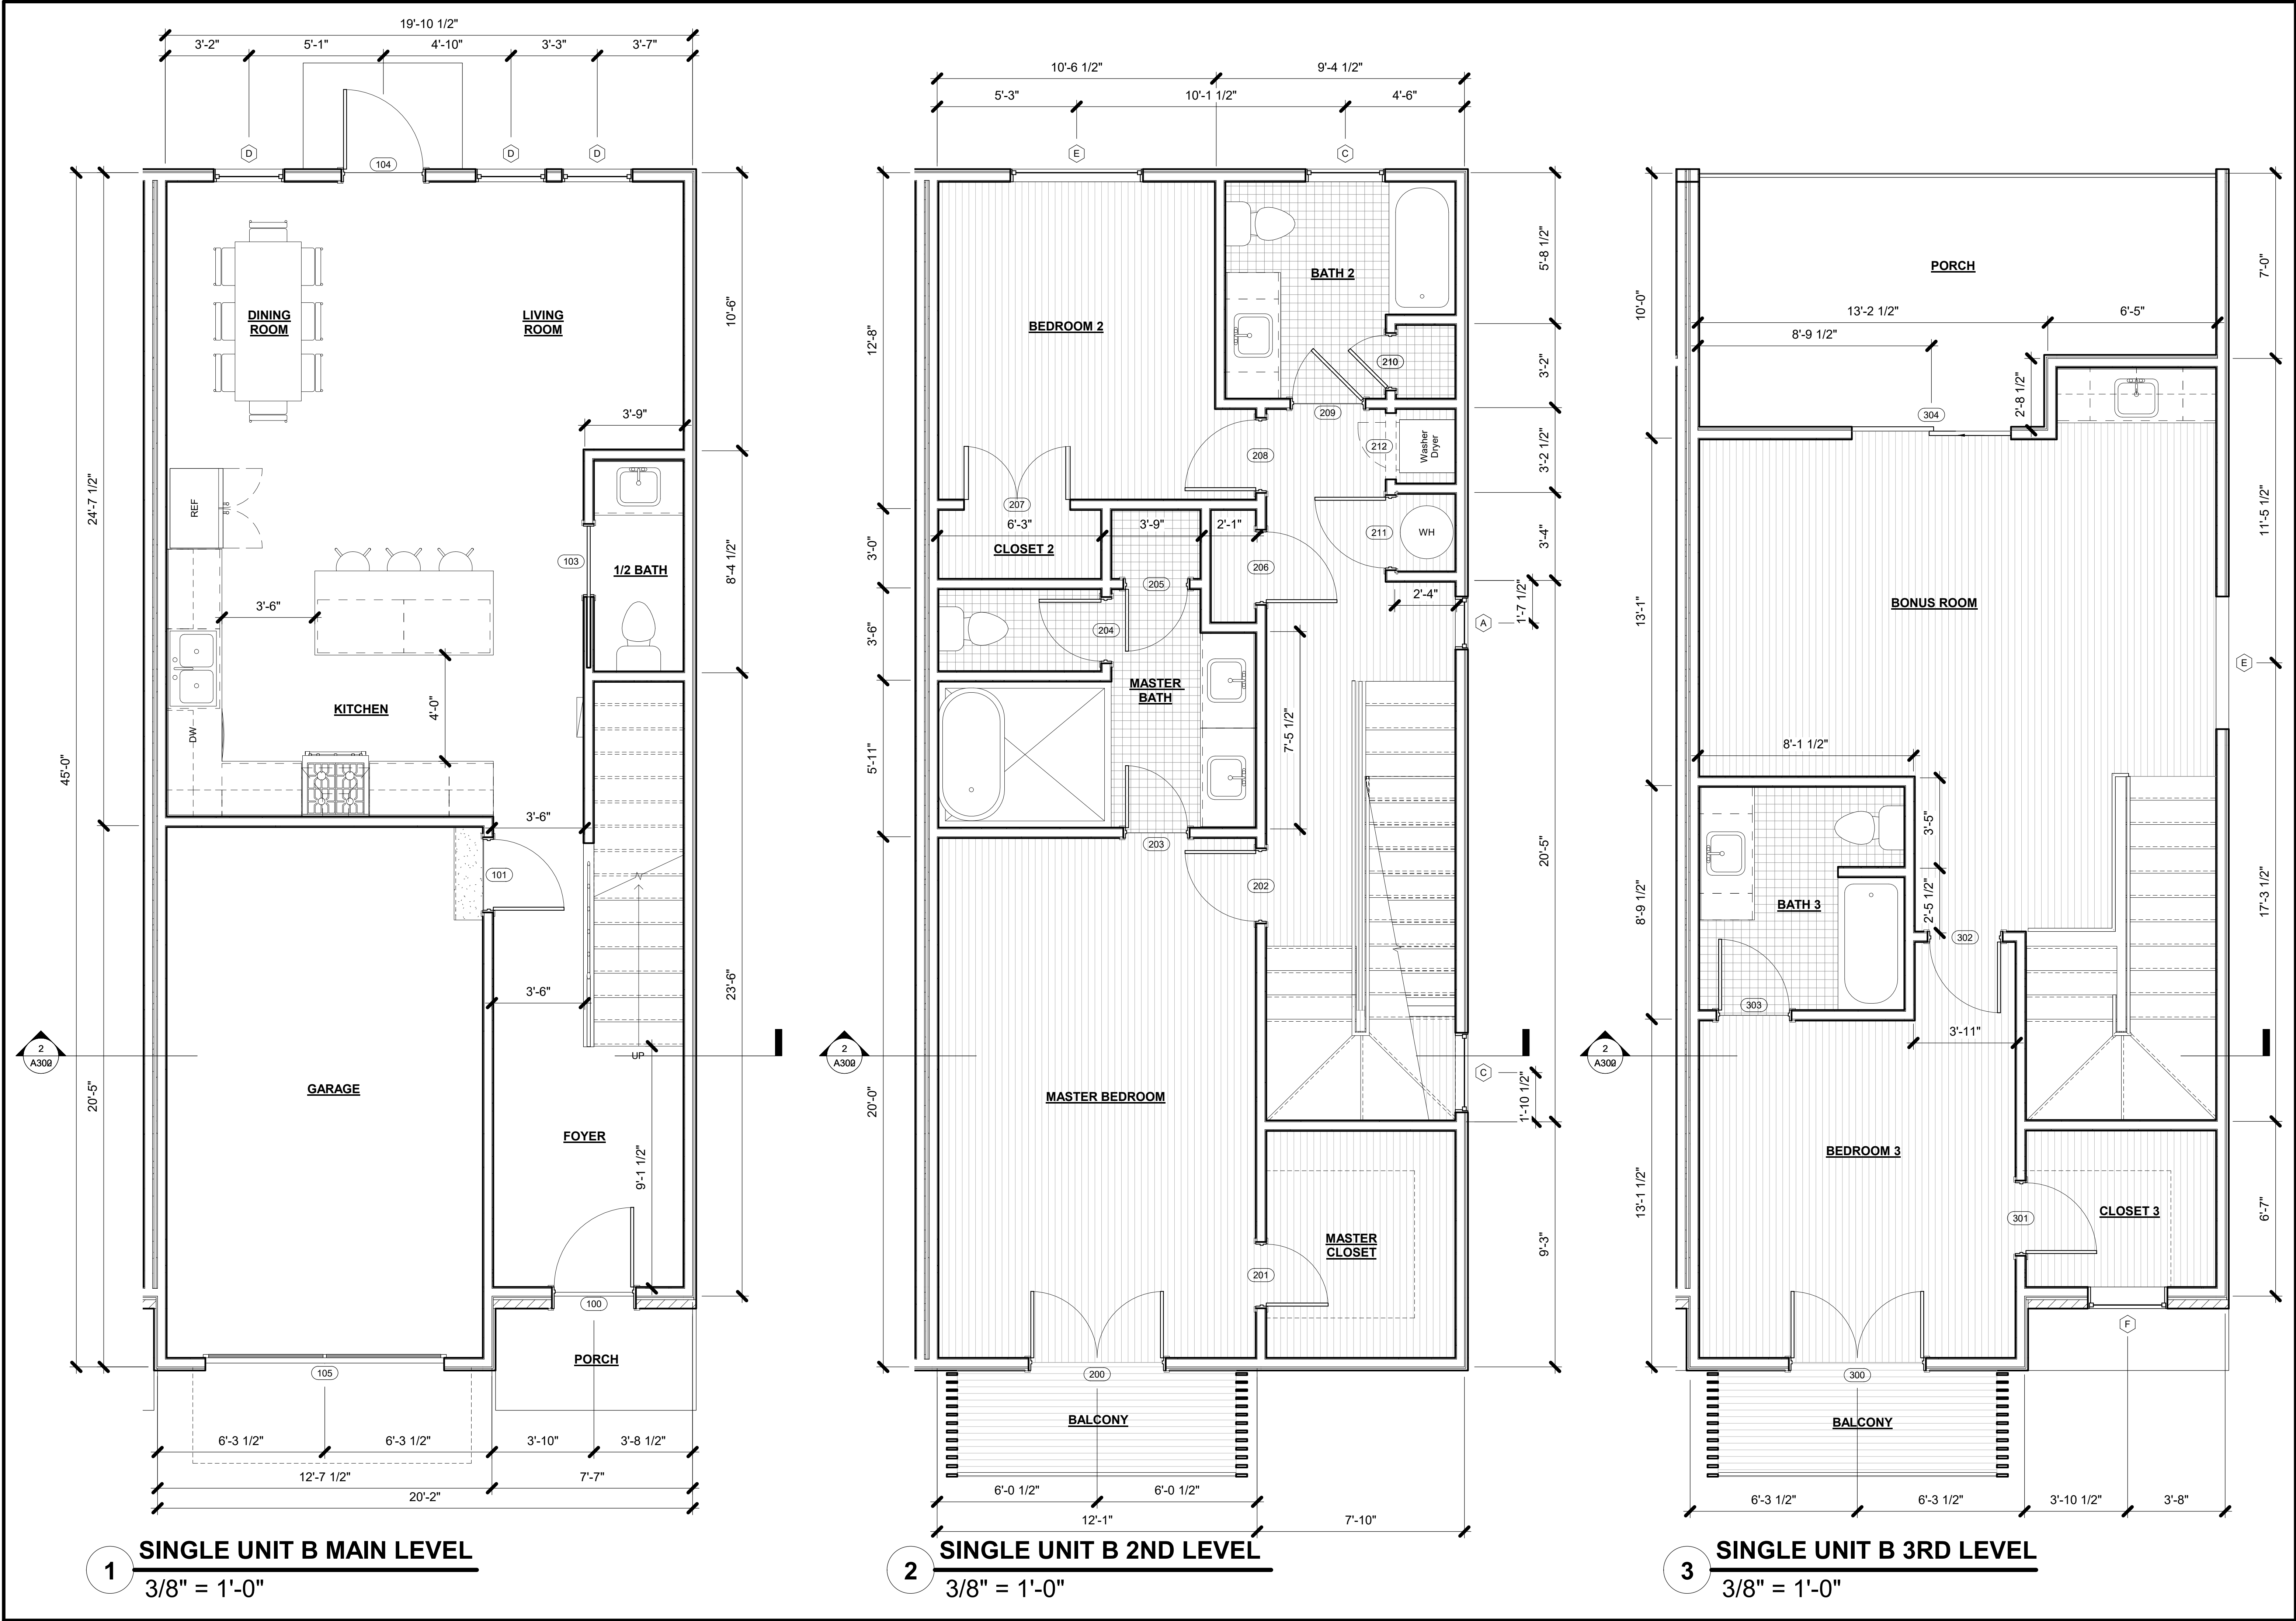 19'-10 1/2"
3'-2"
5'-1"
4'-10"
3'-3"
3'-7"
D
D
D
104
DINING
ROOM
LIVING
ROOM
10'-6"
3'-9"
REF
24'-7 1/2"
103
1/2 BATH
8'-4 1/2"
3'-6"
KITCHEN
4'-0"
DW
45'-0"
3'-6"
101
3'-6"
23'-6"
UP
2
GARAGE
20'-5"
FOYER
9'-1 1/2"
100
PORCH
105
6'-3 1/2"
6'-3 1/2"
3'-10"
3'-8 1/2"
12'-7 1/2"
7'-7"
20'-2"
1
SINGLE UNIT B MAIN LEVEL
3/8" = 1'-0"
10'-6 1/2"
9'-4 1/2"
5'-3"
10'-1 1/2"
4'-6"
E
C
5'-8 1/2"
BATH 2
BEDROOM 2
12'-8"
210
3'-2"
209
212
Washer
Dryer
208
3'-2 1/2"
207
6'-3"
3'-9"
2'-1"
211
WH
3'-4"
CLOSET 2
3'-0"
205
206
2'-4"
1'-7 1/2"
A
204
3'-6"
MASTER
BATH
7'-5 1/2"
5'-11"
203
202
20'-5"
2
C
1'-10 1/2"
MASTER BEDROOM
20'-0"
MASTER
CLOSET
9'-3"
201
200
BALCONY
6'-0 1/2"
6'-0 1/2"
12'-1"
7'-10"
2
SINGLE UNIT B 2ND LEVEL
3/8" = 1'-0"
PORCH
10'-0"
7'-0"
13'-2 1/2"
6'-5"
8'-9 1/2"
2'-8 1/2"
304
11'-5 1/2"
BONUS ROOM
13'-1"
E
8'-1 1/2"
3'-5"
BATH 3
8'-9 1/2"
2'-5 1/2"
302
17'-3 1/2"
303
3'-11"
2
BEDROOM 3
13'-1 1/2"
CLOSET 3
6'-7"
301
F
300
BALCONY
6'-3 1/2"
6'-3 1/2"
3'-10 1/2"
3'-8"
3
SINGLE UNIT B 3RD LEVEL
3/8" = 1'-0"